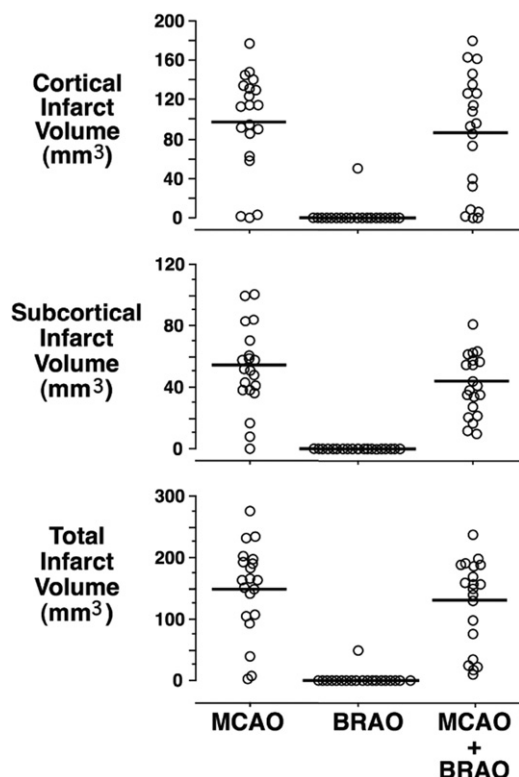 Cortical
Infarct
Volume
(mm3)
200
160
120
80
40
0
Subcortical
Infarct
Volume
(mm3)
120
80
40
0
Total
Infarct
Volume
(mm3)
300
200
100
0
MCAO
BRAO
MCAO
+
BRAO